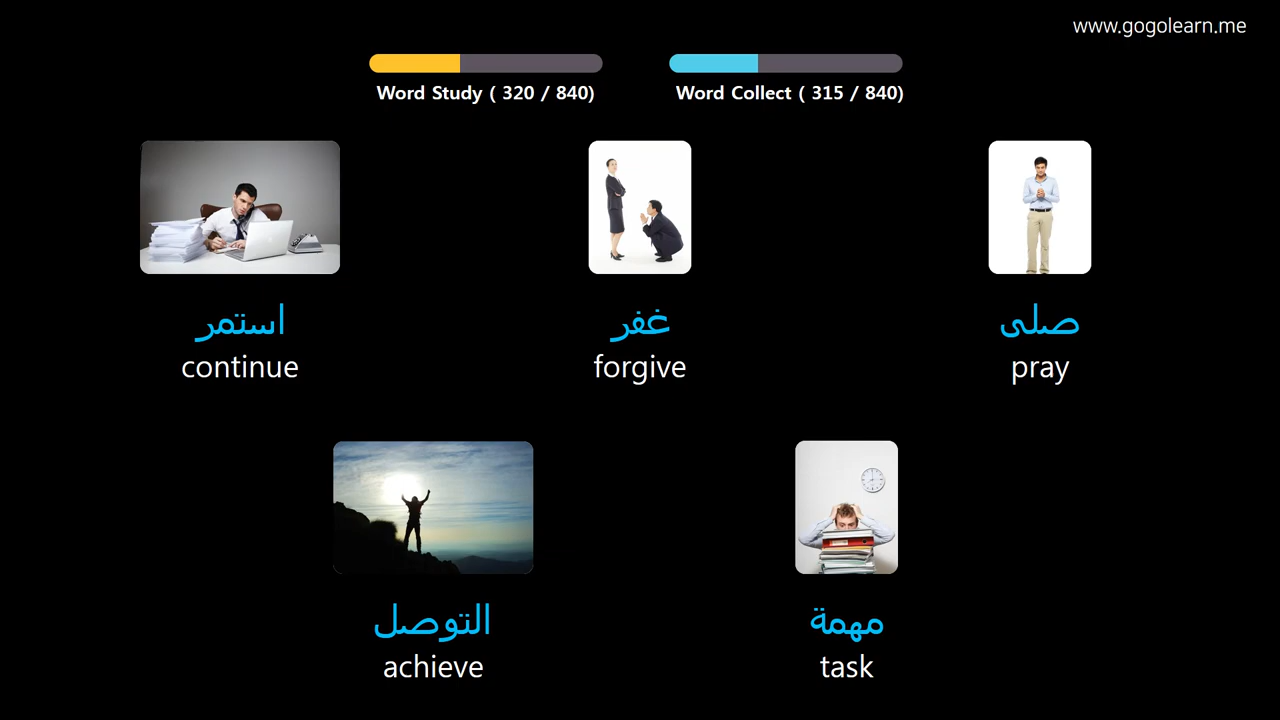 www.gogolearn.me
Word Study ( 320 / 840)
Word Collect ( 315 / 840)
استمر
continue
غفر
forgive
صلى
pray
التوصل
achieve
مهمة
task